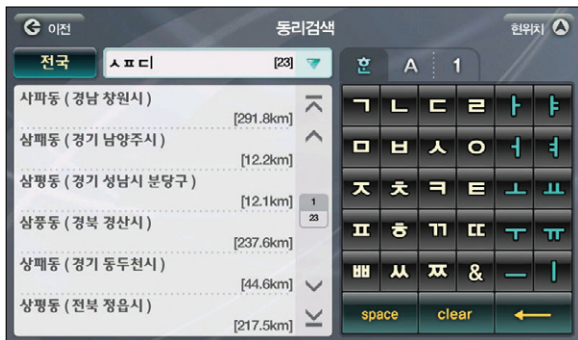 G 이전 동리검색 현위치
전국 ㅅㅍㄷ [23]
사파동 ( 경남 창원시 )
[291.8km]
삼패동 ( 경기 남양주시 )
[12.2km]
삼평동 ( 경기 성남시 분당구 )
[12.1km]
삼풍동 ( 경북 경산시 )
[237.6km]
상패동 ( 경기 동두천시 )
[44.6km]
상평동 ( 전북 정읍시 )
[217.5km]
1
23
한 A 1
ㄱ ㄴ ㄷ ㄹ ㅏ ㅑ
ㅁ ㅂ ㅅ ㅇ ㅓ ㅕ
ㅈ ㅊ ㅋ ㅌ ㅗ ㅛ
ㅍ ㅎ ㄲ ㄸ ㅜ ㅠ
ㅃ ㅆ ㅉ & ㅡ ㅣ
space clear